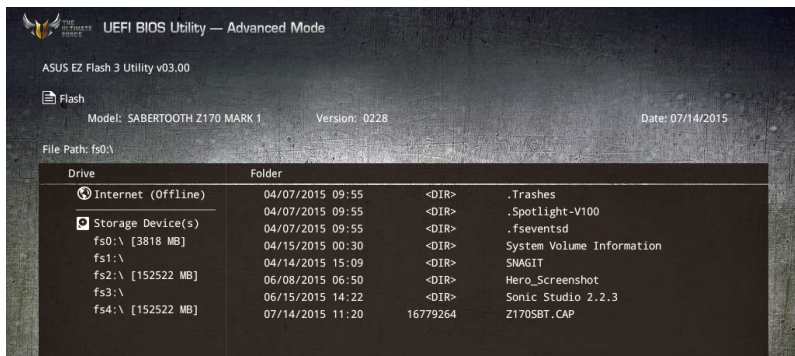 THE ULTIMATE FORCE
UEFI BIOS Utility — Advanced Mode
ASUS EZ Flash 3 Utility v03.00
Flash
Model: SABERTOOTH Z170 MARK 1 Version: 0228 Date: 07/14/2015
File Path: fs0:\
Drive Folder
Internet (Offline) 04/07/2015 09:55 <DIR> .Trashes
04/07/2015 09:55 <DIR> .Spotlight-V100
Storage Device(s) 04/07/2015 09:55 <DIR> .fseventsd
fs0:\ [3818 MB] 04/15/2015 00:30 <DIR> System Volume Information
fs1:\ 04/14/2015 15:09 <DIR> SNAGIT
fs2:\ [152522 MB] 06/08/2015 06:50 <DIR> Hero_Screenshot
fs3:\ 06/15/2015 14:22 <DIR> Sonic Studio 2.2.3
fs4:\ [152522 MB] 07/14/2015 11:20 16779264 Z170SBT.CAP